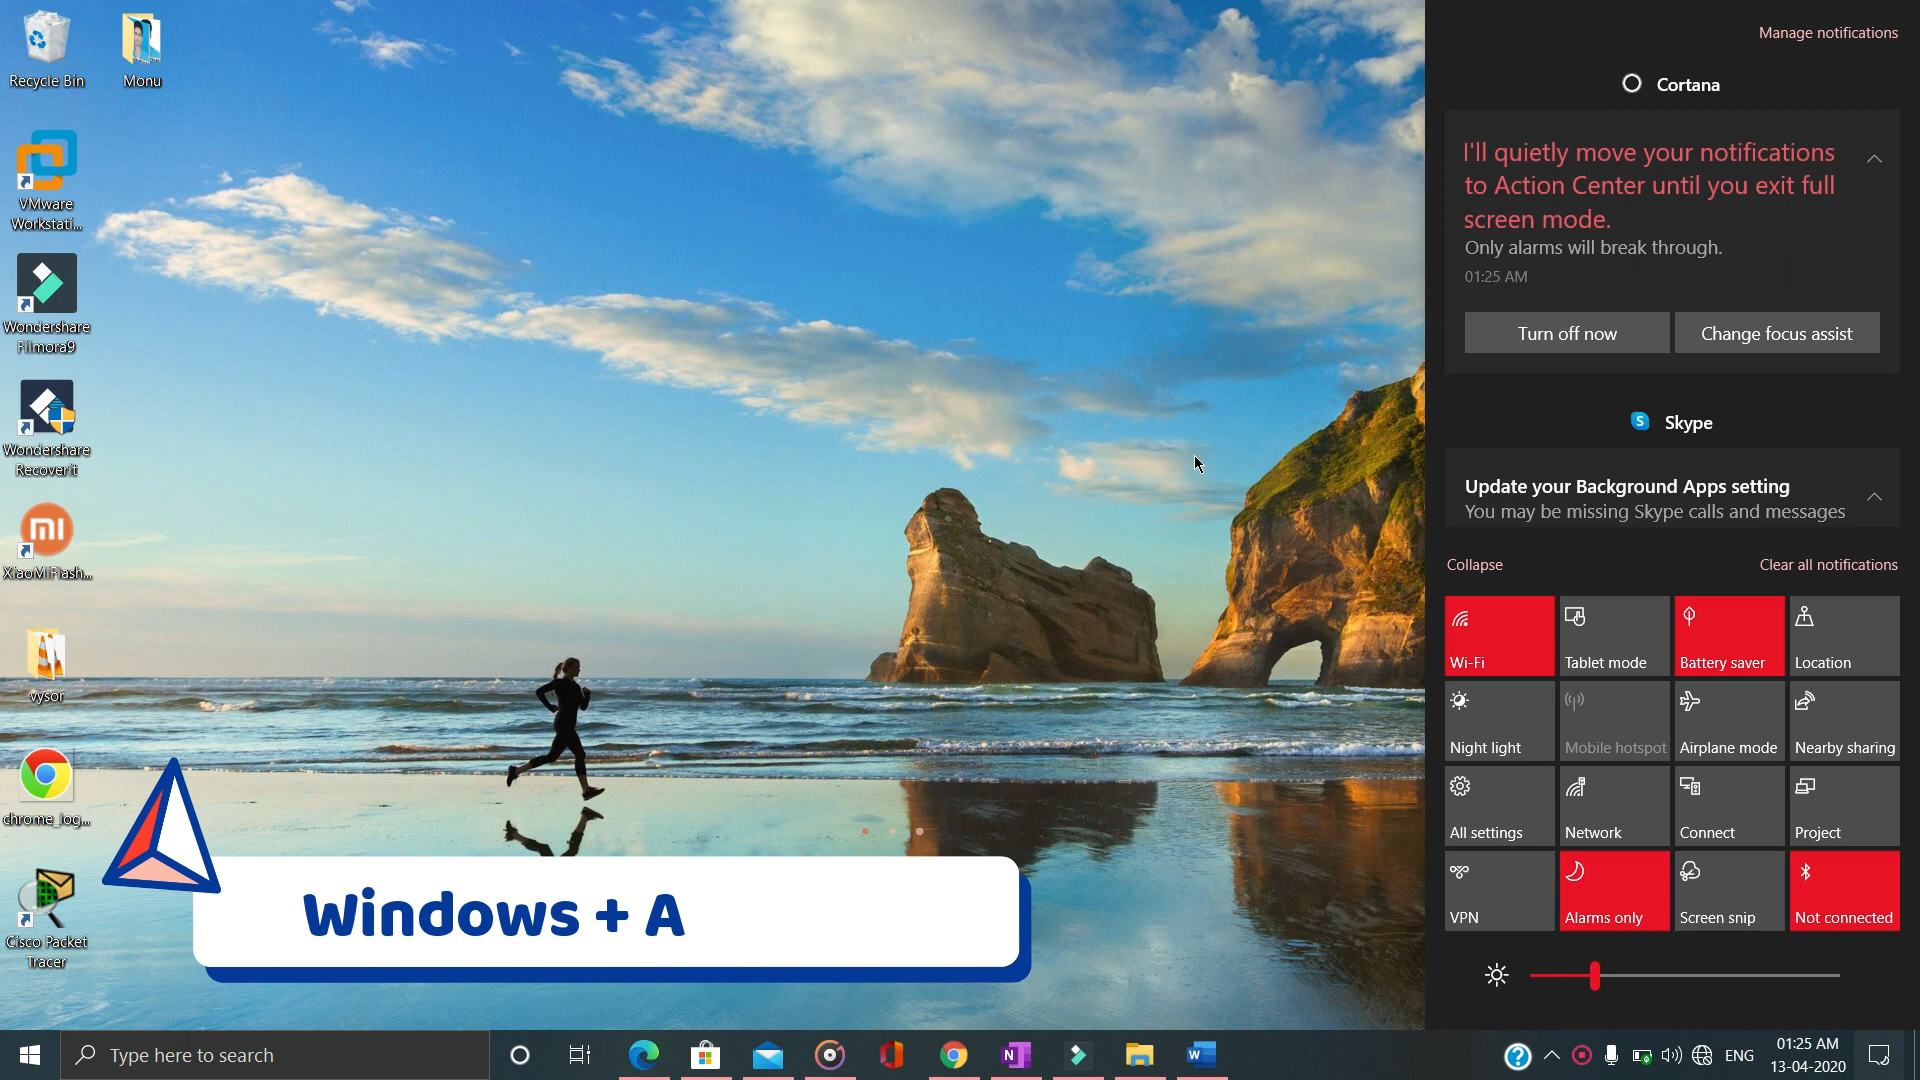 Recycle Bin
Monu
VMware
Workstati...
Wondershare
Filmora9
Wondershare
Recoverit
XiaoMiFlash...
vysor
chrome_log...
Cisco Packet
Tracer
Windows + A
Manage notifications
Cortana
I'll quietly move your notifications
to Action Center until you exit full
screen mode.
Only alarms will break through.
01:25 AM
Turn off now
Change focus assist
S
Skype
Update your Background Apps setting
You may be missing Skype calls and messages
Collapse
Clear all notifications
Wi-Fi
Tablet mode
Battery saver
Location
Night light
Mobile hotspot
Airplane mode
Nearby sharing
All settings
Network
Connect
Project
VPN
Alarms only
Screen snip
Not connected
Type here to search
N
W
?
ENG
01:25 AM
13-04-2020